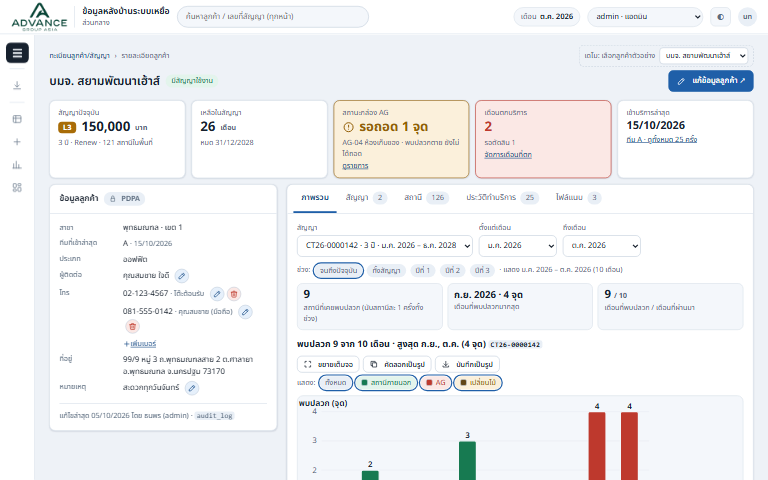 ADVANCE
GROUP ASIA
ข้อมูลหลังบ้านระบบเหยื่อ
ส่วนกลาง
ค้นหาลูกค้า / เลขที่สัญญา (ทุกหน้า)
เดือน ต.ค. 2026
admin · แอดมิน
มก
ทะเบียนลูกค้า/สัญญา › รายละเอียดลูกค้า
เดโม: เลือกลูกค้าตัวอย่าง บมจ. สยามพัฒนาเฮ้าส์
บมจ. สยามพัฒนาเฮ้าส์ มีสัญญาใช้งาน
แก้ข้อมูลลูกค้า ↗
สัญญาปัจจุบัน
L3 150,000 บาท
3 ปี · Renew · 121 สถานีในพื้นที่
เหลือในสัญญา
26 เดือน
หมด 31/12/2028
สถานะกล่อง AG
รอถอด 1 จุด
AG-04 ห้องเก็บของ · พบปลวกตาย ยังไม่ได้ถอด
ดูรายการ
เดือนตกบริการ
2
รอตัดสิน 1
จัดการเดือนที่ตก
เข้าบริการล่าสุด
15/10/2026
ทีม A · ดูทั้งหมด 25 ครั้ง
ข้อมูลลูกค้า PDPA
สาขา พุทธมณฑล · เขต 1
ทีมที่เข้าล่าสุด A · 15/10/2026
ประเภท ออฟฟิต
ผู้ติดต่อ คุณสมชาย ใจดี
โทร 02-123-4567 · โต๊ะต้อนรับ
081-555-0142 · คุณสมชาย (มือถือ)
+เพิ่มเบอร์
ที่อยู่ 99/9 หมู่ 3 ถ.พุทธมณฑลสาย 2 ต.ศาลายา
อ.พุทธมณฑล จ.นครปฐม 73170
หมายเหตุ สะดวกทุกวันจันทร์
แก้ไขล่าสุด 05/10/2026 โดย ธนพร (admin) · audit_log
ภาพรวม สัญญา 2 สถานี 126 ประวัติทำบริการ 25 ไฟล์แนบ 3
สัญญา ตั้งแต่เดือน ถึงเดือน
CT26-0000142 · 3 ปี · ม.ค. 2026 – ธ.ค. 2028 ม.ค. 2026 ต.ค. 2026
ช่วง: จนถึงปัจจุบัน ทั้งสัญญา ปีที่ 1 ปีที่ 2 ปีที่ 3 · แสดง ม.ค. 2026 – ต.ค. 2026 (10 เดือน)
9
สถานีที่เคยพบปลวก (นับสถานีละ 1 ครั้งทั้งช่วง)
ก.ย. 2026 · 4 จุด
เดือนที่พบปลวกมากสุด
9 / 10
เดือนที่พบปลวก / เดือนที่ผ่านมา
พบปลวก 9 จาก 10 เดือน · สูงสุด ก.ย., ต.ค. (4 จุด) CT26-0000142
ขยายเต็มจอ คัดลอกเป็นรูป บันทึกเป็นรูป
แสดง: ทั้งหมด สถานีภายนอก AG เปลี่ยนไม้
พบปลวก (จุด)
4
3
2
2
3
4
4